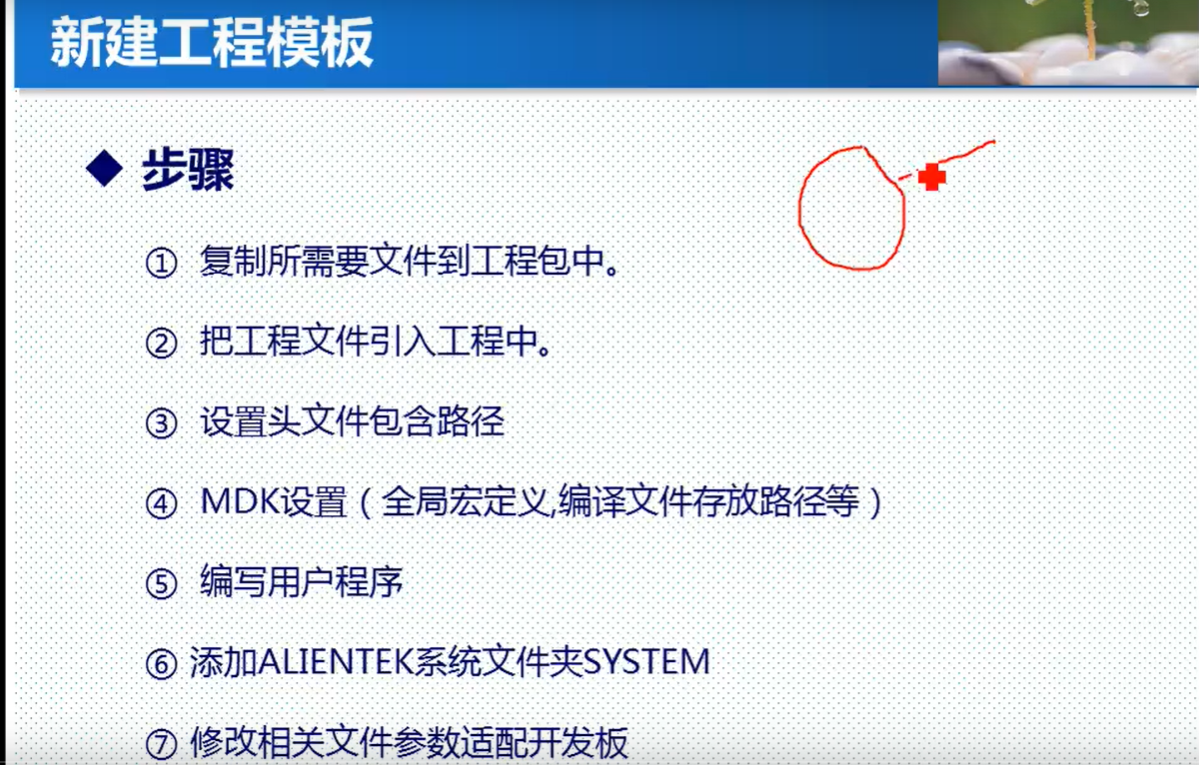 新建工程模板
步骤
① 复制所需要文件到工程包中。
② 把工程文件引入工程中。
③ 设置头文件包含路径
④ MDK设置（全局宏定义,编译文件存放路径等）
⑤ 编写用户程序
⑥ 添加ALIENTEK系统文件夹SYSTEM
⑦ 修改相关文件参数适配开发板